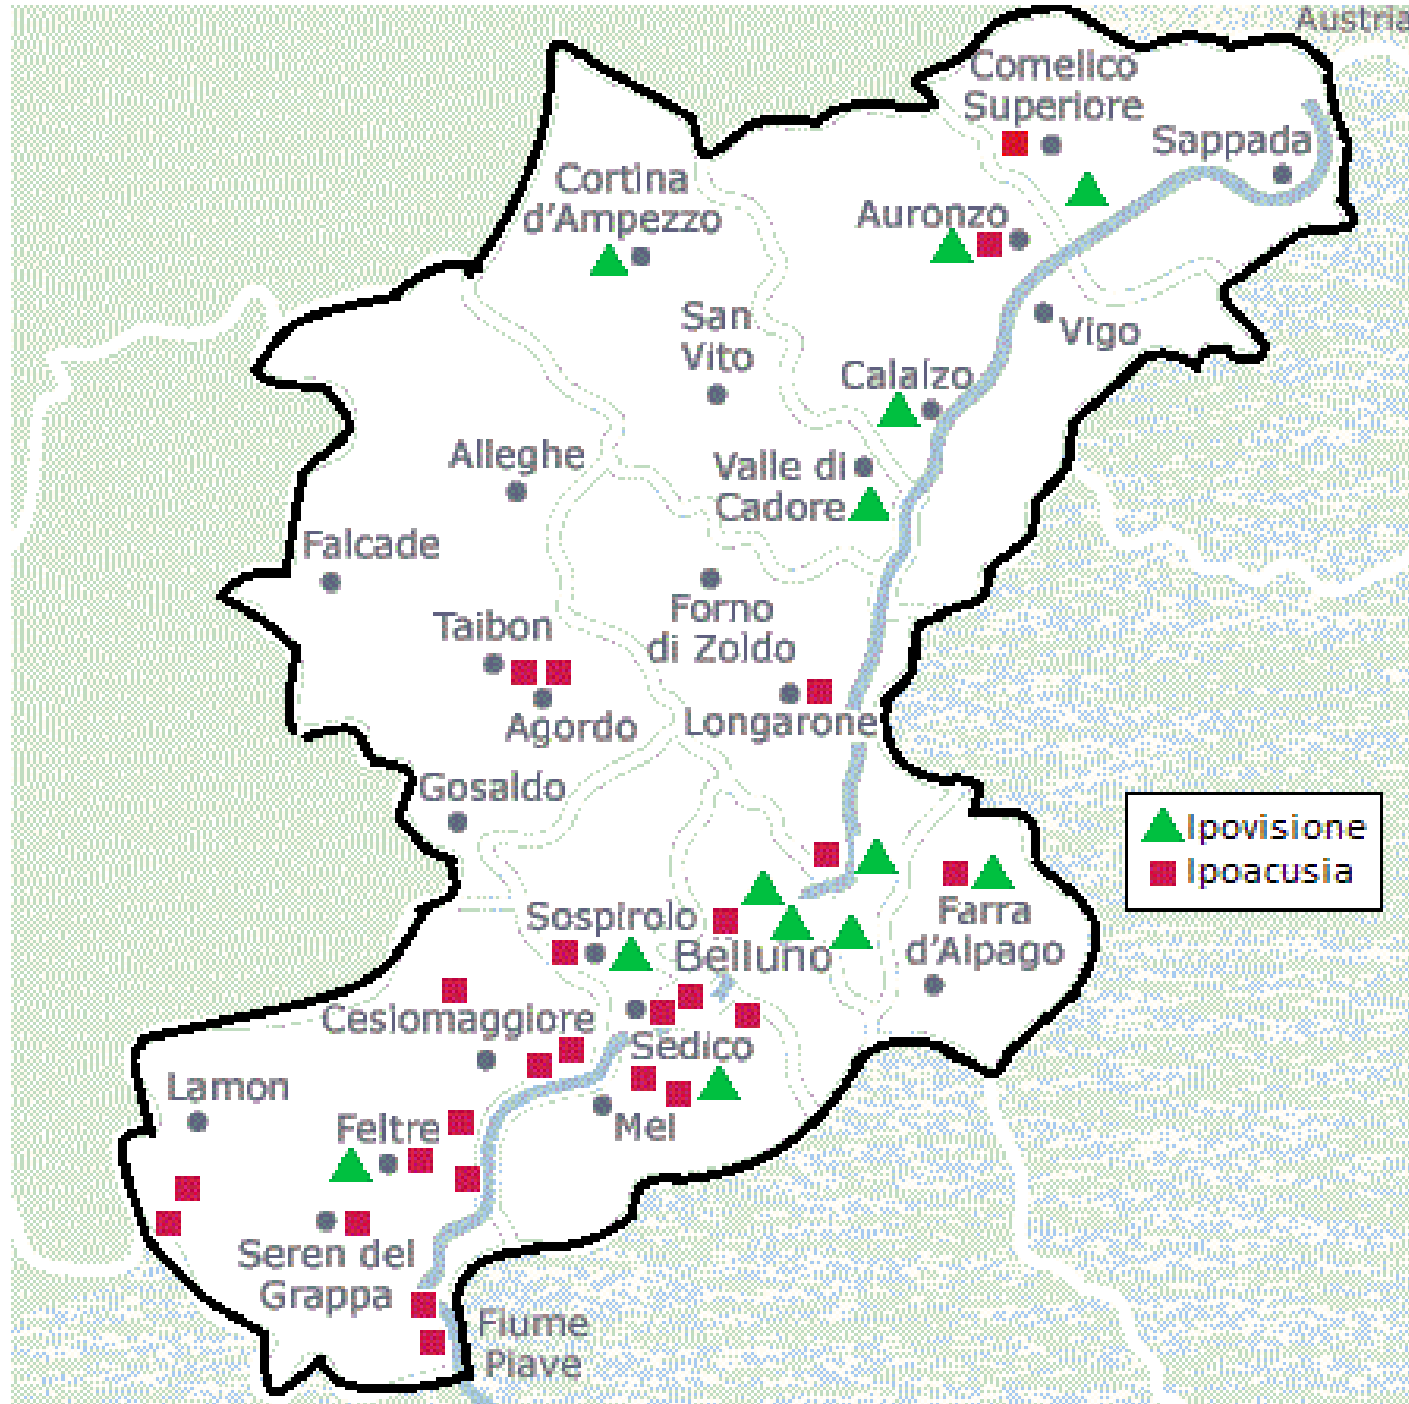 Austria
Comelico
Superiore
Sappada
Cortina
d'Ampezzo
Auronzo
San
Vito
Vigo
Calalzo
Alleghe
Valle di
Cadore
Falcade
Forno
di Zoldo
Taibon
Agordo
Longarone
Gosaldo
Ipovisione
Ipoacusia
Sospirolo
Belluno
Farra
d'Alpago
Cesiomaggiore
Sedico
Lamon
Feltre
Mel
Seren del
Grappa
Fiume
Piave